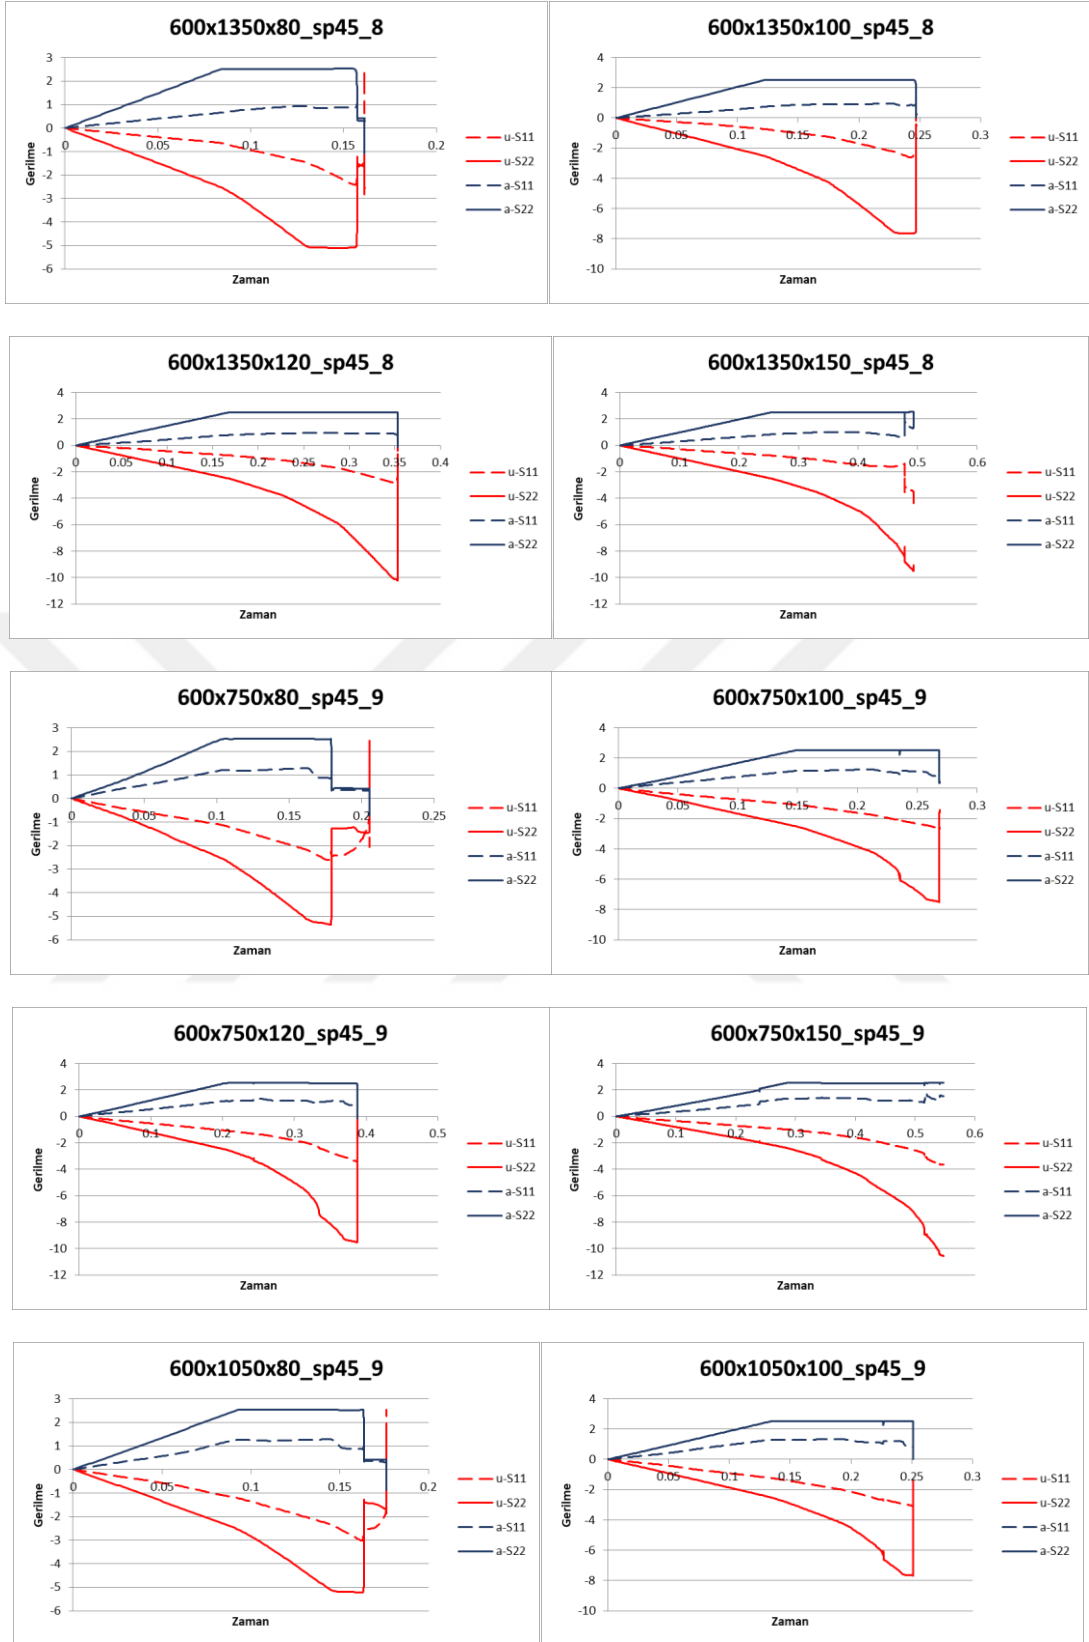 600x1350x80_sp45_8
3
2
1
0
-1
-2
-3
-4
-5
-6
0 0.05 0.1 0.15 0.2
Gerilme
Zaman
u-S11
u-S22
a-S11
a-S22
600x1350x100_sp45_8
4
2
0
-2
-4
-6
-8
-10
0 0.05 0.1 0.15 0.2 0.25 0.3
Gerilme
Zaman
u-S11
u-S22
a-S11
a-S22
600x1350x120_sp45_8
4
2
0
-2
-4
-6
-8
-10
-12
0 0.05 0.1 0.15 0.2 0.25 0.3 0.35 0.4
Gerilme
Zaman
u-S11
u-S22
a-S11
a-S22
600x1350x150_sp45_8
4
2
0
-2
-4
-6
-8
-10
-12
0 0.1 0.2 0.3 0.4 0.5 0.6
Gerilme
Zaman
u-S11
u-S22
a-S11
a-S22
600x750x80_sp45_9
3
2
1
0
-1
-2
-3
-4
-5
-6
0 0.05 0.1 0.15 0.2 0.25
Gerilme
Zaman
u-S11
u-S22
a-S11
a-S22
600x750x100_sp45_9
4
2
0
-2
-4
-6
-8
-10
0 0.05 0.1 0.15 0.2 0.25 0.3
Gerilme
Zaman
u-S11
u-S22
a-S11
a-S22
600x750x120_sp45_9
4
2
0
-2
-4
-6
-8
-10
-12
0 0.1 0.2 0.3 0.4 0.5
Gerilme
Zaman
u-S11
u-S22
a-S11
a-S22
600x750x150_sp45_9
4
2
0
-2
-4
-6
-8
-10
-12
0 0.1 0.2 0.3 0.4 0.5 0.6
Gerilme
Zaman
u-S11
u-S22
a-S11
a-S22
600x1050x80_sp45_9
3
2
1
0
-1
-2
-3
-4
-5
-6
0 0.05 0.1 0.15 0.2
Gerilme
Zaman
u-S11
u-S22
a-S11
a-S22
600x1050x100_sp45_9
4
2
0
-2
-4
-6
-8
-10
0 0.05 0.1 0.15 0.2 0.25 0.3
Gerilme
Zaman
u-S11
u-S22
a-S11
a-S22